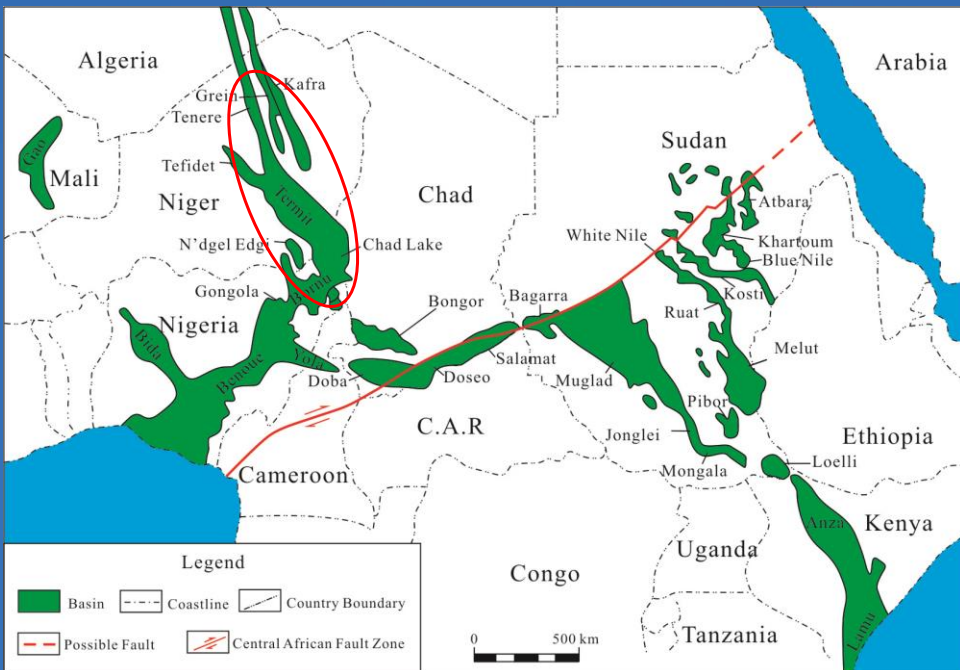 Algeria
Arabia
Kafra
Grein
Tenere
Gao
Mali
Sudan
Tefidet
Termit
Niger
Chad
Atbara
N'dgel Edgi
Chad Lake
White Nile
Khartoum
Blue Nile
Gongola
Bornu
Bongor
Bagarra
Kosti
Nigeria
Ruat
Bida
Benoue
Yola
Salamat
Melut
Doba
Doseo
Muglad
Pibor
C.A.R
Jonglei
Ethiopia
Cameroon
Mongala
Loelli
Anza
Kenya
Uganda
Congo
Tanzania
Lamu
Legend
Basin
Coastline
Country Boundary
Possible Fault
Central African Fault Zone
0 500 km